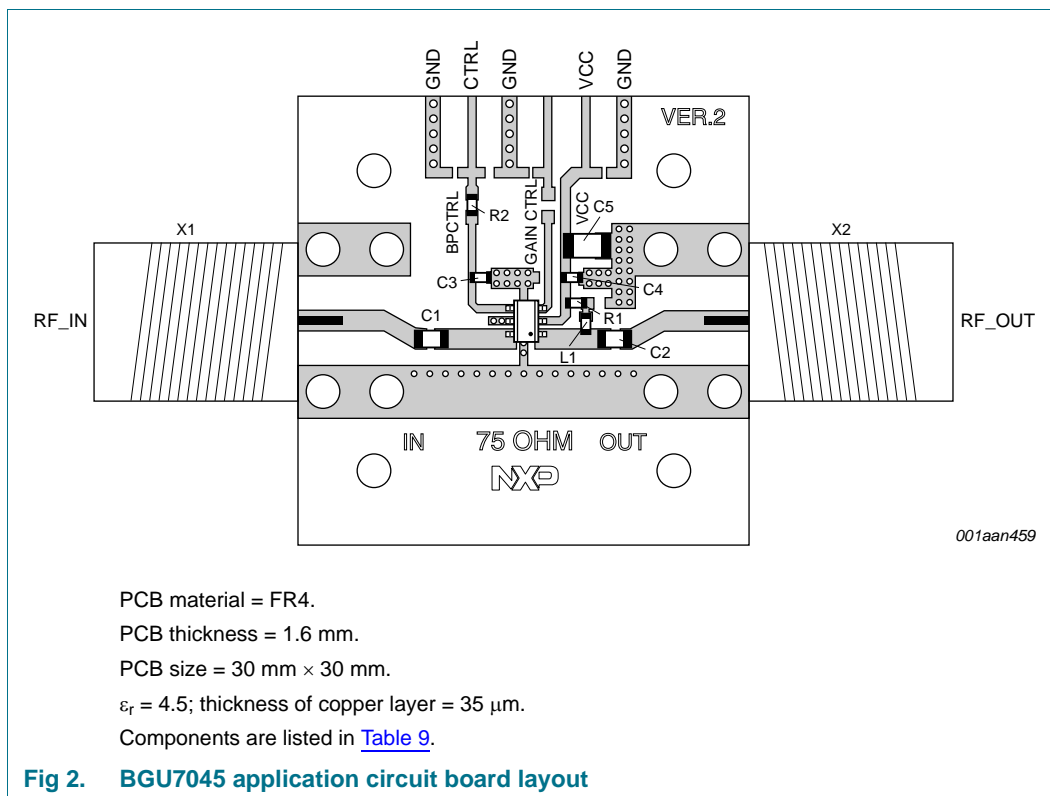 GND
CTRL
GND
VCC
GND
VER.2
BPCTRL
R2
GAIN CTRL
VCC
C5
X1
X2
C3
C4
RF_IN
C1
R1
RF_OUT
L1
C2
IN 75 OHM OUT
NXP
001aan459
PCB material = FR4.
PCB thickness = 1.6 mm.
PCB size = 30 mm × 30 mm.
εr = 4.5; thickness of copper layer = 35 μm.
Components are listed in Table 9.
Fig 2. BGU7045 application circuit board layout